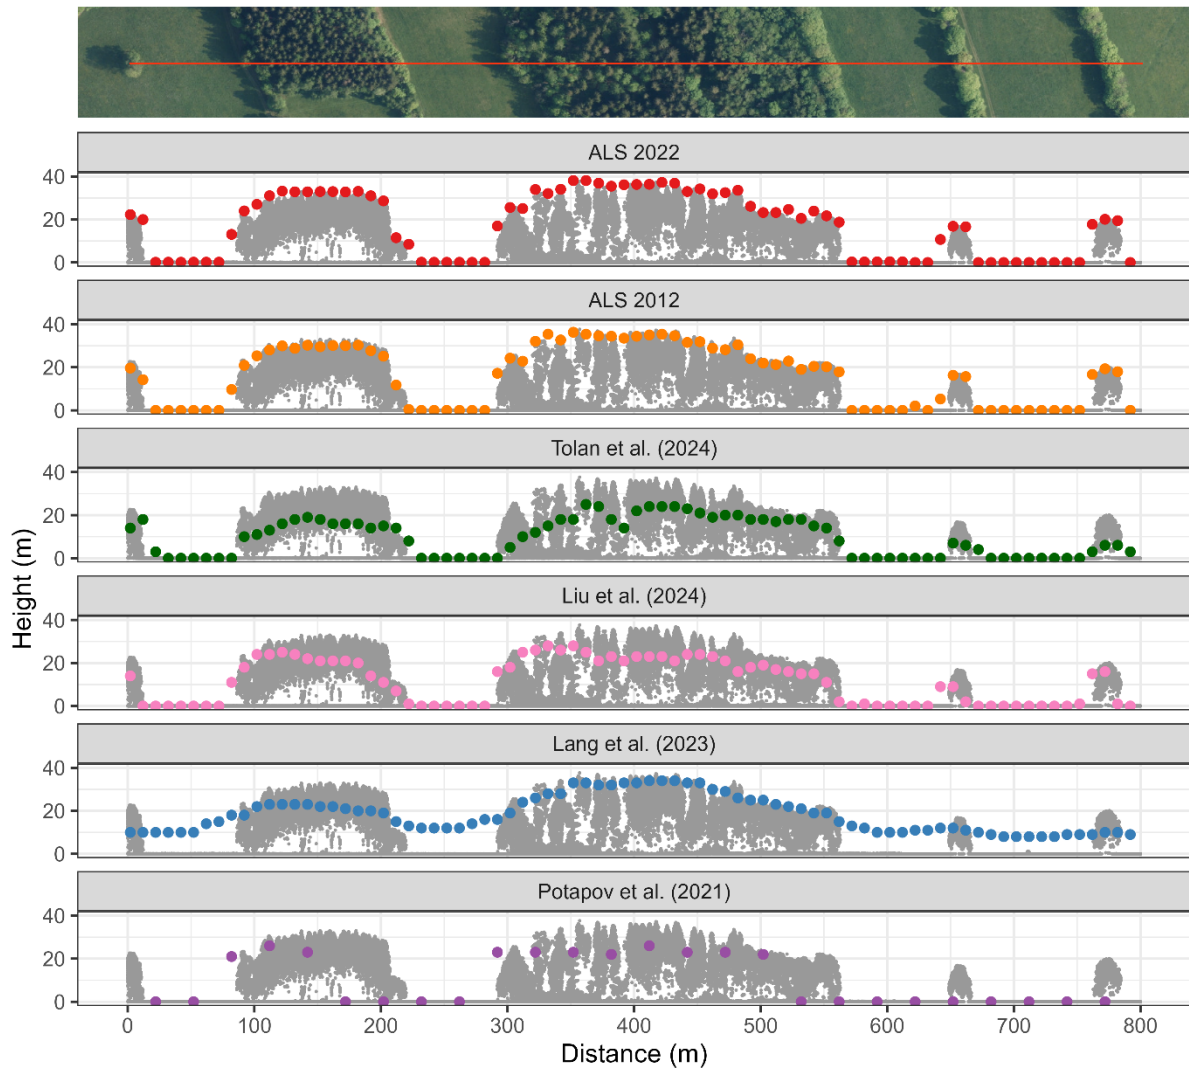 ALS 2022
40
20
0
ALS 2012
40
20
0
Tolan et al. (2024)
40
20
0
Liu et al. (2024)
40
20
0
Lang et al. (2023)
40
20
0
Potapov et al. (2021)
40
20
0
Height (m)
0 100 200 300 400 500 600 700 800
Distance (m)